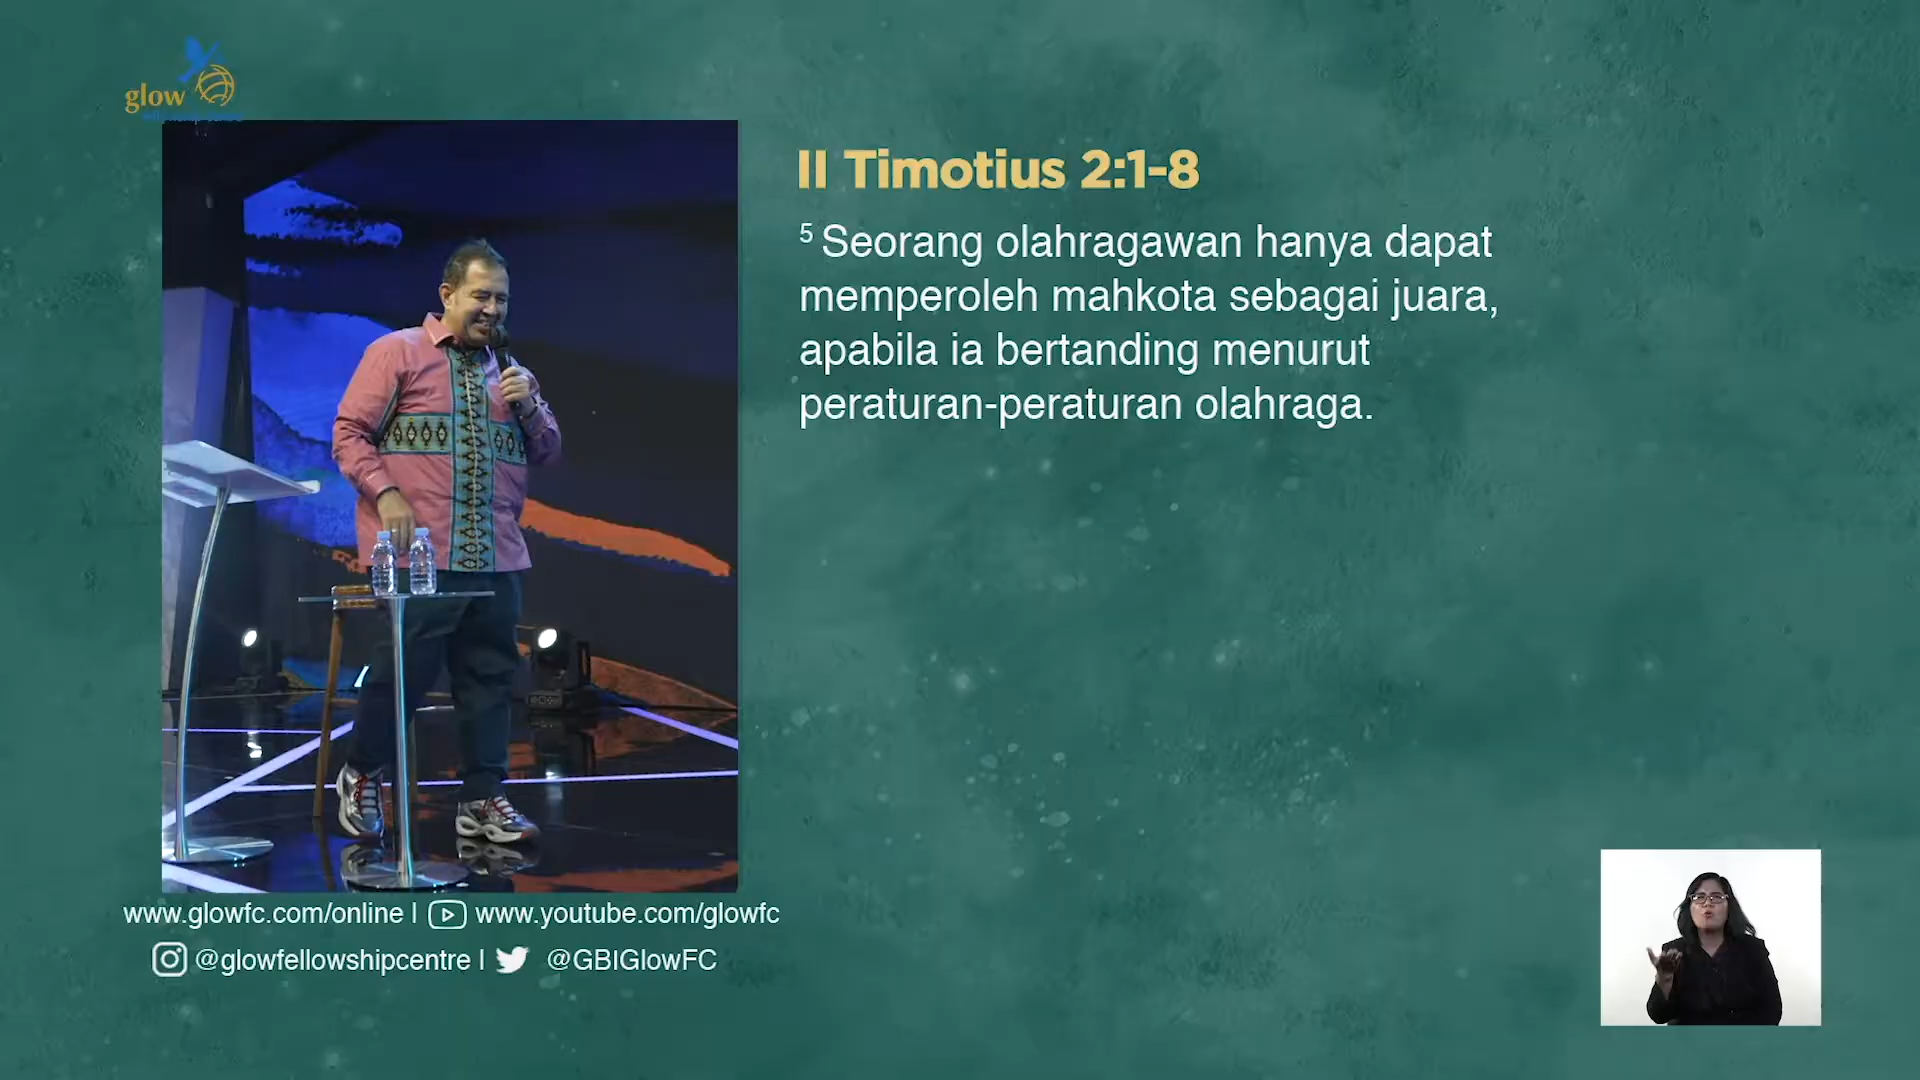 glow
II Timotius 2:1-8
5 Seorang olahragawan hanya dapat
memperoleh mahkota sebagai juara,
apabila ia bertanding menurut
peraturan-peraturan olahraga.
www.glowfc.com/online | www.youtube.com/glowfc
@glowfellowshipcentre | @GBIGlowFC